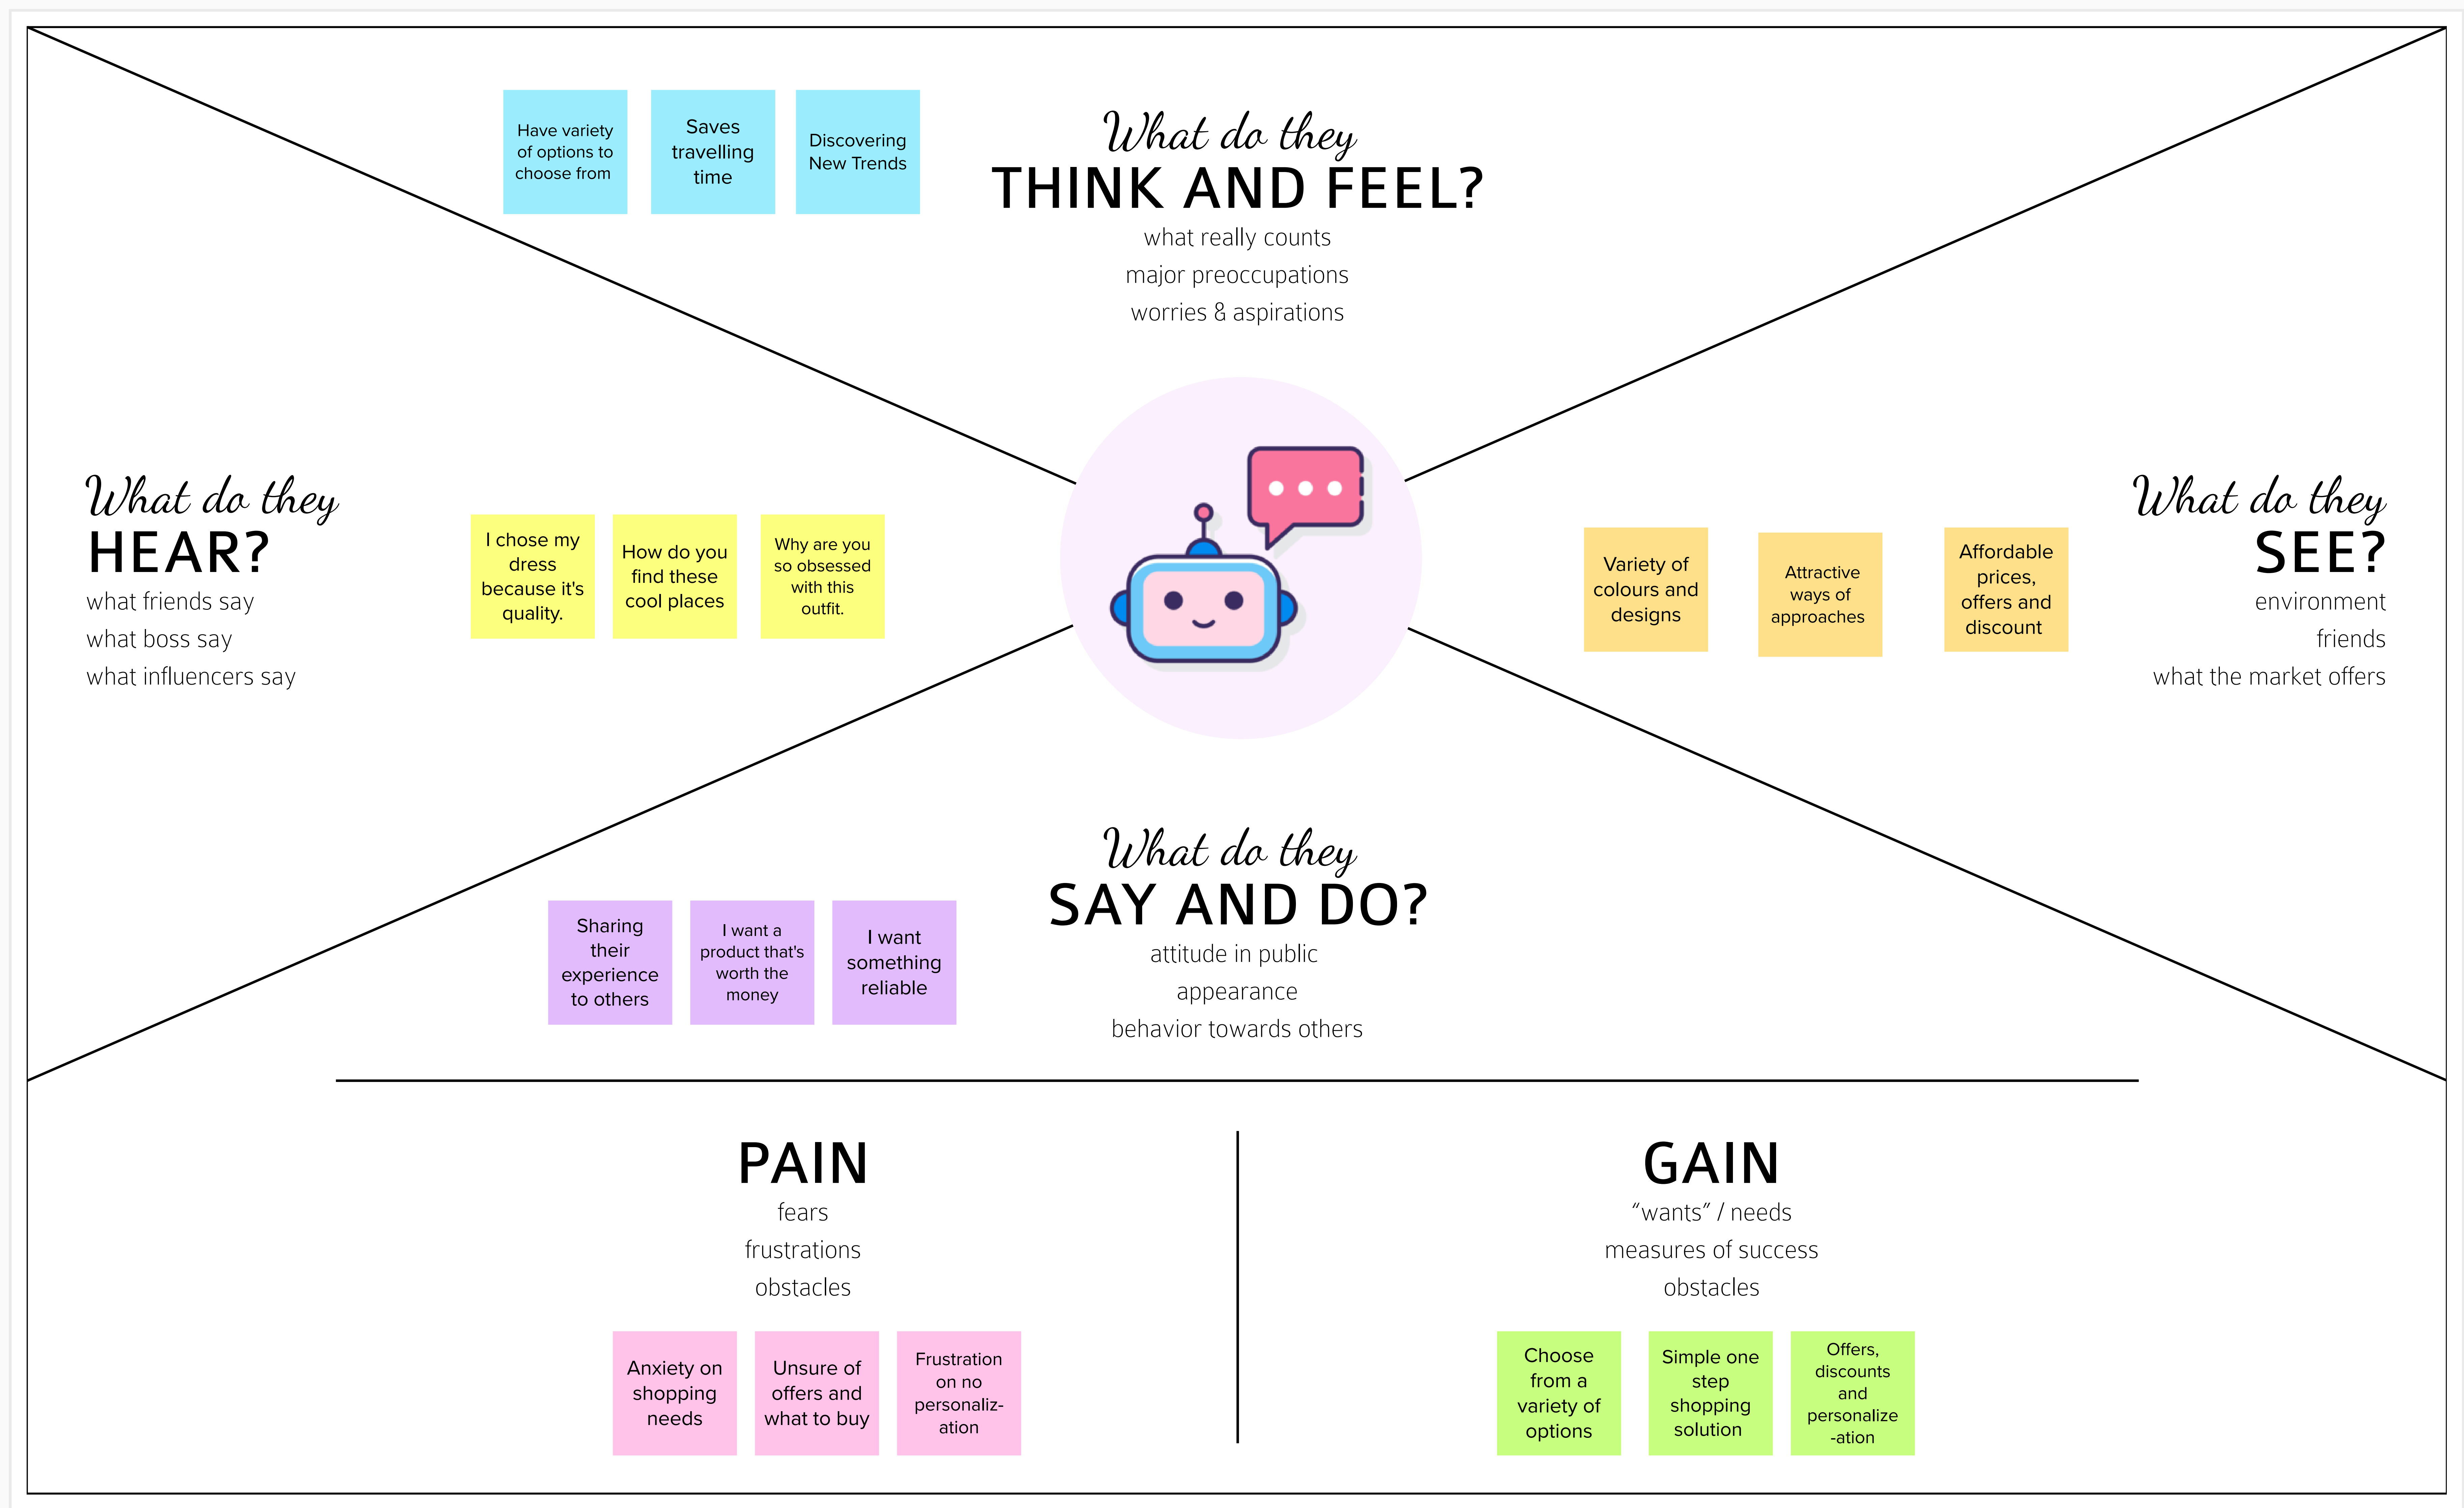 Have variety
of options to
choose from
Saves
travelling
time
Discovering
New Trends
What do they
THINK AND FEEL?
what really counts
major preoccupations
worries & aspirations
What do they
HEAR?
what friends say
what boss say
what influencers say
I chose my
dress
because it's
quality.
How do you
find these
cool places
Why are you
so obsessed
with this
outfit.
Variety of
colours and
designs
Attractive
ways of
approaches
Affordable
prices,
offers and
discount
What do they
SEE?
environment
friends
what the market offers
What do they
SAY AND DO?
attitude in public
appearance
behavior towards others
Sharing
their
experience
to others
I want a
product that's
worth the
money
I want
something
reliable
PAIN
fears
frustrations
obstacles
Anxiety on
shopping
needs
Unsure of
offers and
what to buy
Frustration
on no
personaliz-
ation
GAIN
“wants” / needs
measures of success
obstacles
Choose
from a
variety of
options
Simple one
step
shopping
solution
Offers,
discounts
and
personalize
-ation